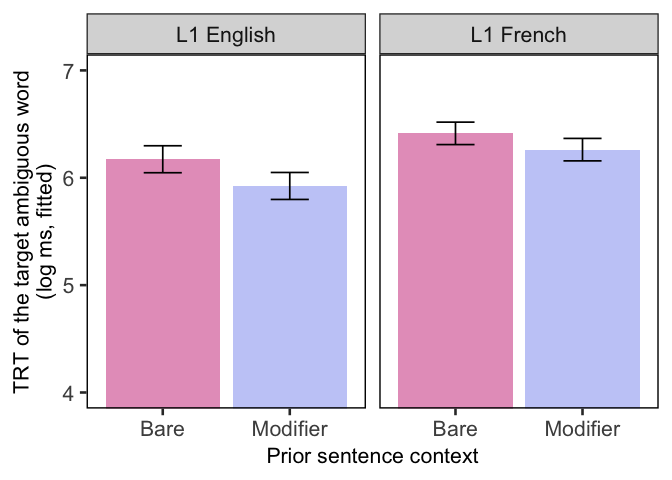 L1 English
L1 French
TRT of the target ambiguous word
(log ms, fitted)
7
6
5
4
Bare
Modifier
Bare
Modifier
Prior sentence context